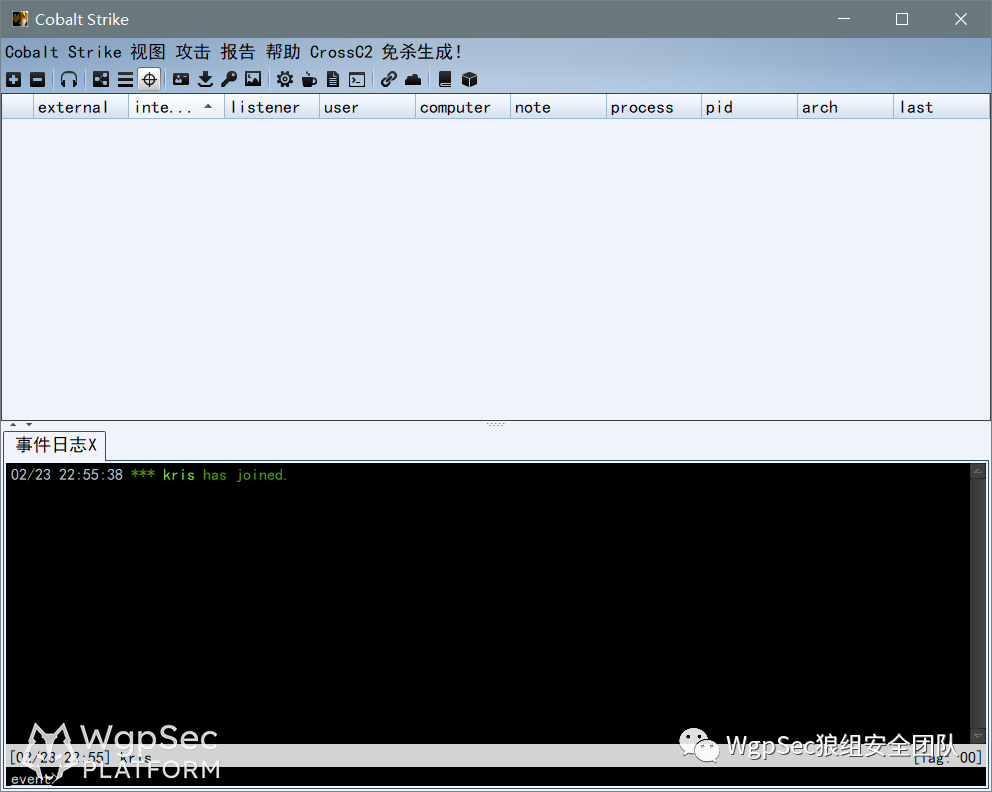 Cobalt Strike
Cobalt Strike 视图 攻击 报告 帮助 CrossC2 免杀生成!
external inte... listener user computer note process pid arch last
事件日志X
02/23 22:55:38 *** kris has joined.
WgpSec
PLATFORM
WgpSec狼组安全团队
[02/23 22:55] kris [lag: 00]
event>